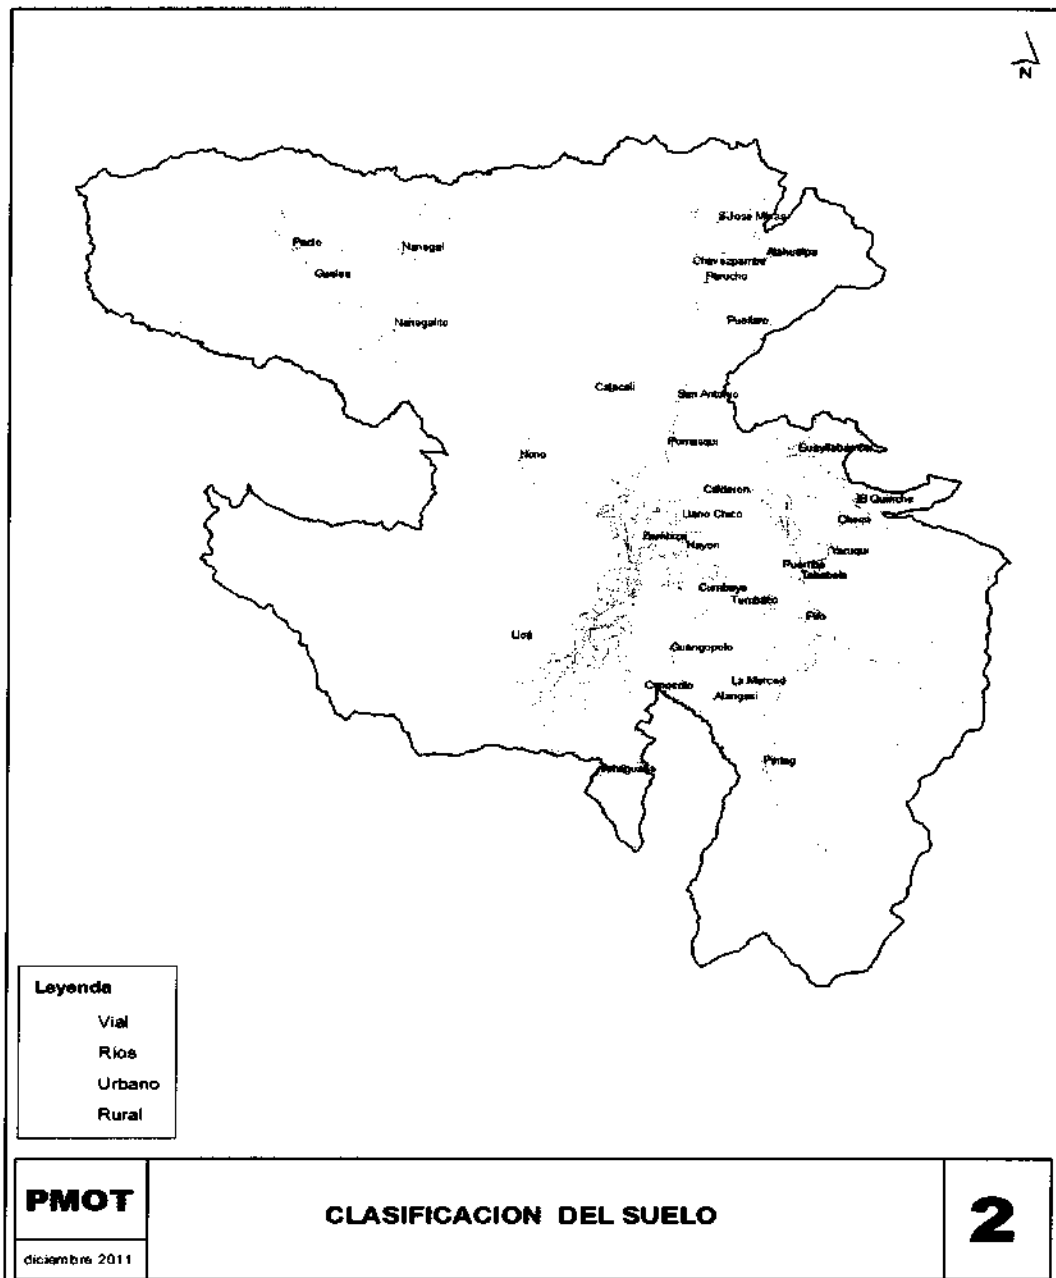 N
S.Jose Minas
Pacto
Nanegal
Atahualpa
Chavezpamba
Gualea
Perucho
Nanegalito
Puellaro
Calacali
San Antonio
Pomasqui
Guayllabamba
Nono
Calderon
El Quinche
Llano Chico
Checa
Zambiza
Nayon
Yaruqui
Puembo
Tababela
Cumbaya
Tumbaco
Pifo
Lloa
Guangopolo
La Merced
Conocoto
Alangasi
Pintag
Leyenda
Vial
Ríos
Urbano
Rural
PMOT
CLASIFICACION DEL SUELO
2
diciembre 2011